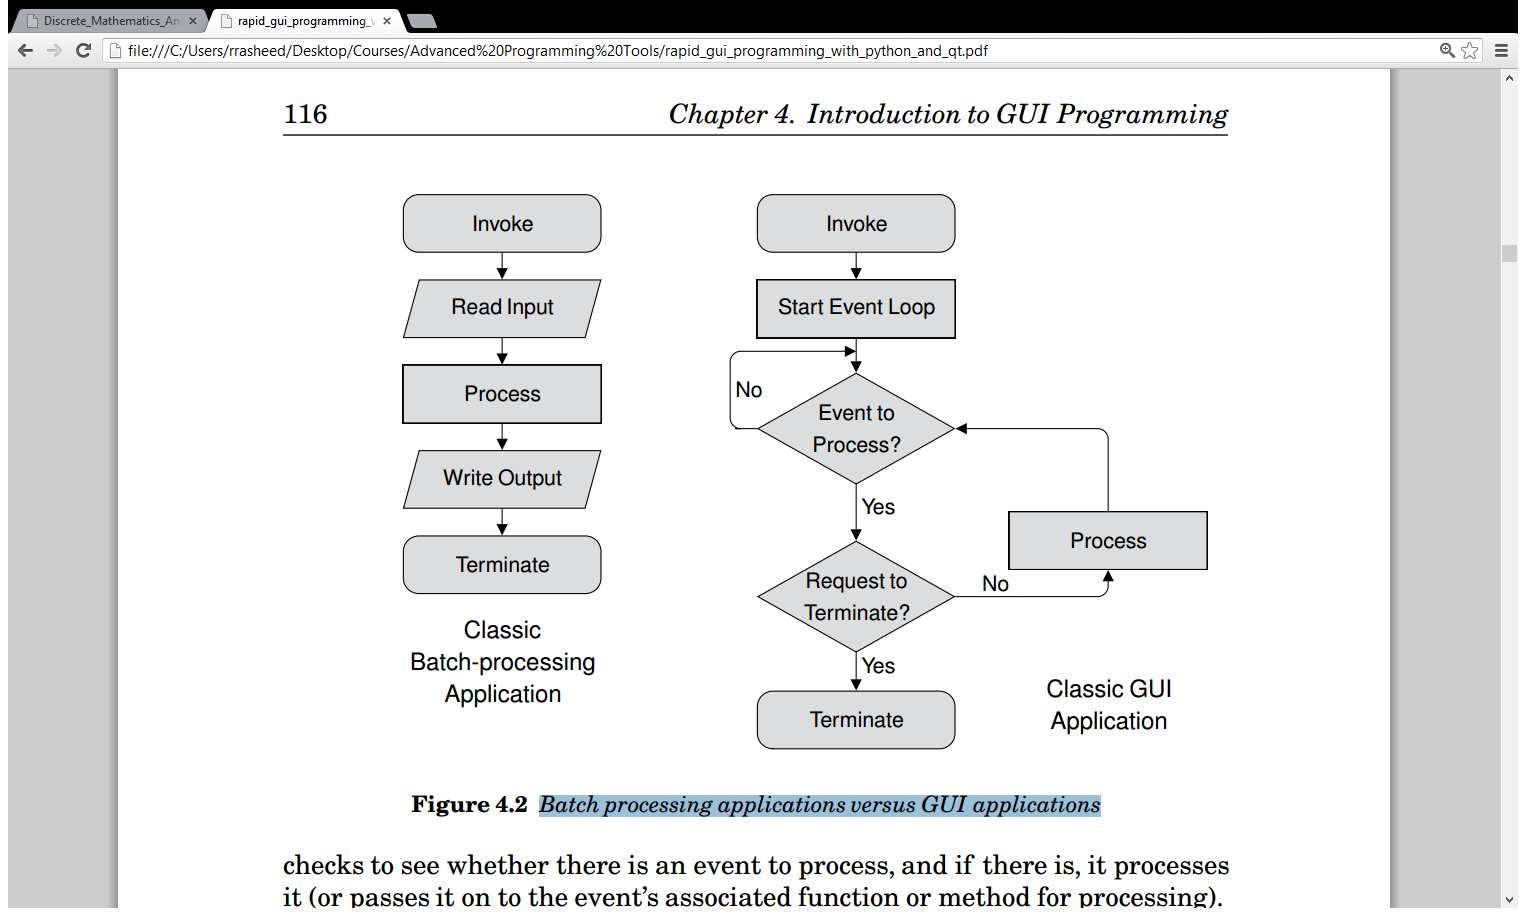 Discrete_Mathematics_An
rapid_gui_programming_w
file:///C:/Users/rrasheed/Desktop/Courses/Advanced%20Programming%20Tools/rapid_gui_programming_with_python_and_qt.pdf
116 Chapter 4. Introduction to GUI Programming
Invoke
Read Input
Process
Write Output
Terminate
Classic
Batch-processing
Application
Invoke
Start Event Loop
No
Event to
Process?
Yes
Request to
Terminate?
No
Process
Yes
Terminate
Classic GUI
Application
Figure 4.2 Batch processing applications versus GUI applications
checks to see whether there is an event to process, and if there is, it processes
it (or passes it on to the event's associated function or method for processing).